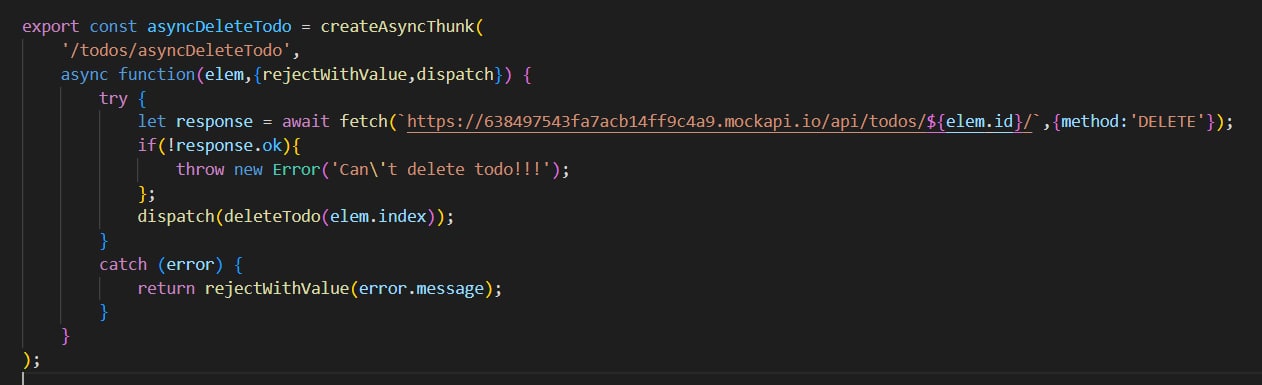 export const asyncDeleteTodo = createAsyncThunk(
'/todos/asyncDeleteTodo',
async function(elem,{rejectWithValue,dispatch}) {
try {
let response = await fetch(`https://638497543fa7acb14ff9c4a9.mockapi.io/api/todos/${elem.id}/`,{method:'DELETE'});
if(!response.ok){
throw new Error('Can\'t delete todo!!!');
};
dispatch(deleteTodo(elem.index));
}
catch (error) {
return rejectWithValue(error.message);
}
}
);